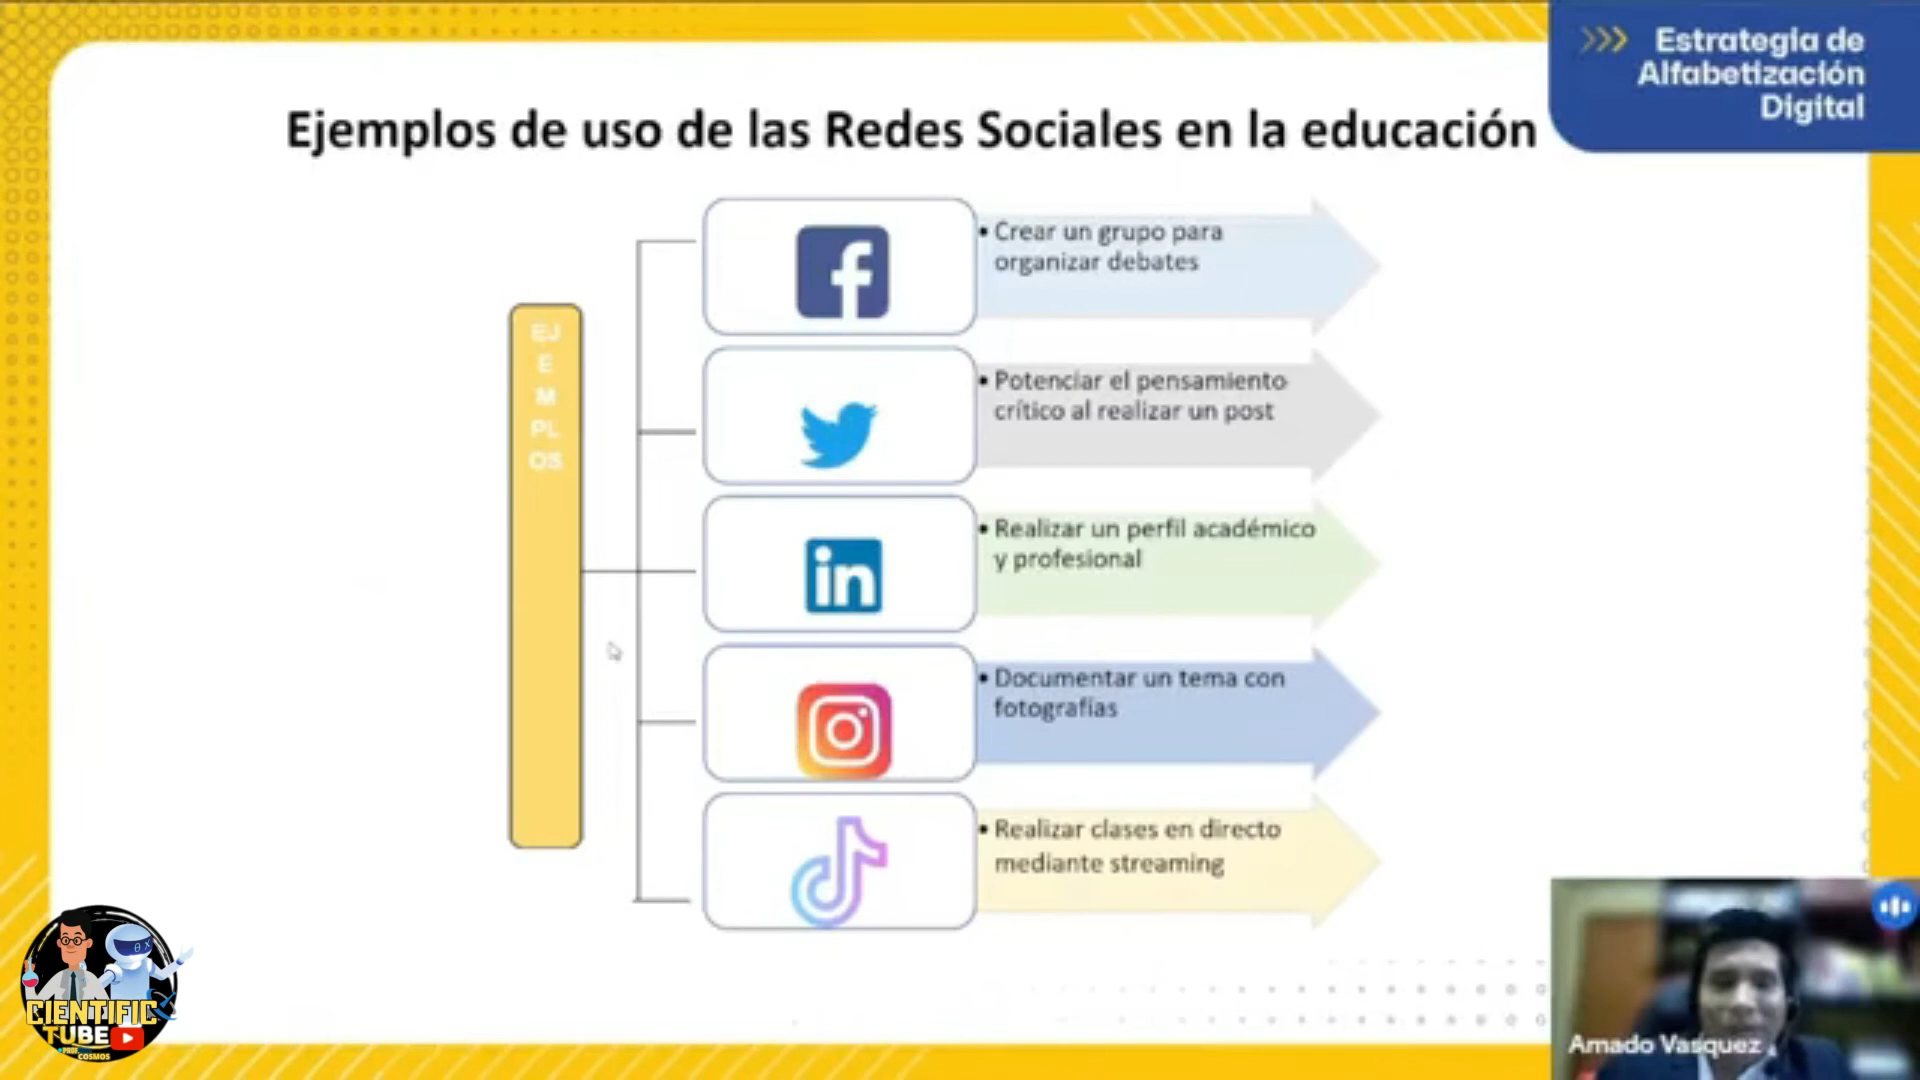 Estrategia de
Alfabetización
Digital
Ejemplos de uso de las Redes Sociales en la educación
EJ
E
M
PL
OS
• Crear un grupo para
organizar debates
• Potenciar el pensamiento
crítico al realizar un post
in
• Realizar un perfil académico
y profesional
• Documentar un tema con
fotografías
• Realizar clases en directo
mediante streaming
CIENTIFIC
TUBE
PROF
COSMOS
Amado Vasquez